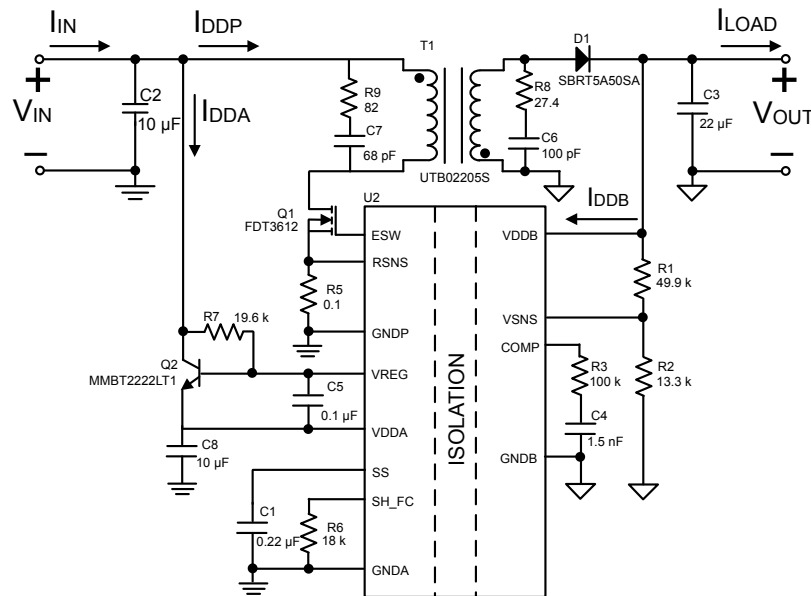 IIN
IDDP
T1
D1
ILOAD
SBRT5A50SA
+
VIN
–
C2
10 µF
IDDA
R9
82
C7
68 pF
R8
27.4
C6
100 pF
C3
22 µF
+
VOUT
–
UTB02205S
U2
IDDB
Q1
FDT3612
ESW
VDDB
RSNS
R1
49.9 k
R5
0.1
R7
19.6 k
GNDP
VSNS
COMP
Q2
MMBT2222LT1
VREG
R3
100 k
R2
13.3 k
C5
0.1 µF
ISOLATION
C4
1.5 nF
VDDA
C8
10 µF
GNDB
SS
SH_FC
C1
0.22 µF
R6
18 k
GNDA